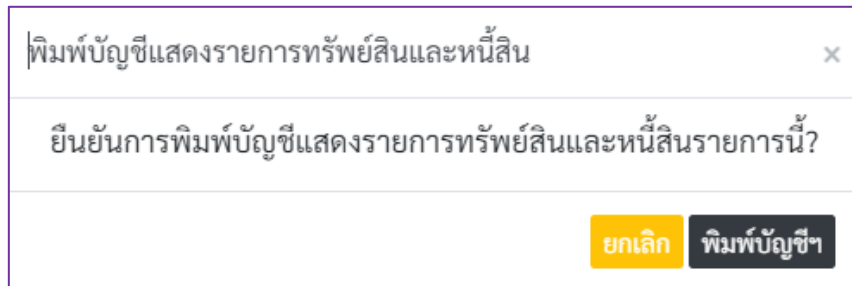 พิมพ์บัญชีแสดงรายการทรัพย์สินและหนี้สิน ×
ยืนยันการพิมพ์บัญชีแสดงรายการทรัพย์สินและหนี้สินรายการนี้?
ยกเลิก พิมพ์บัญชีฯ